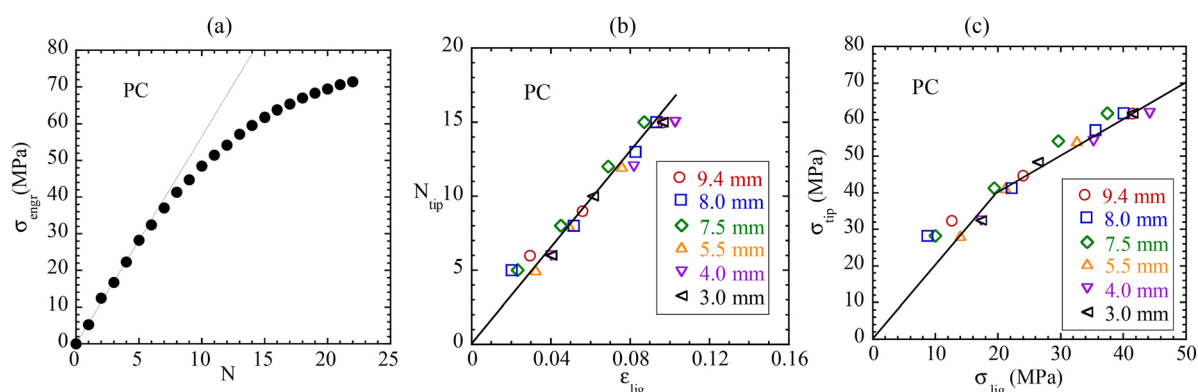 (a)
80
70
60
50
40
30
20
10
0
σengr (MPa)
PC
0 5 10 15 20 25
N
(b)
20
15
10
5
0
Ntip
PC
9.4 mm
8.0 mm
7.5 mm
5.5 mm
4.0 mm
3.0 mm
0 0.04 0.08 0.12 0.16
εlig
(c)
80
70
60
50
40
30
20
10
0
σtip (MPa)
PC
9.4 mm
8.0 mm
7.5 mm
5.5 mm
4.0 mm
3.0 mm
0 10 20 30 40 50
σlig (MPa)